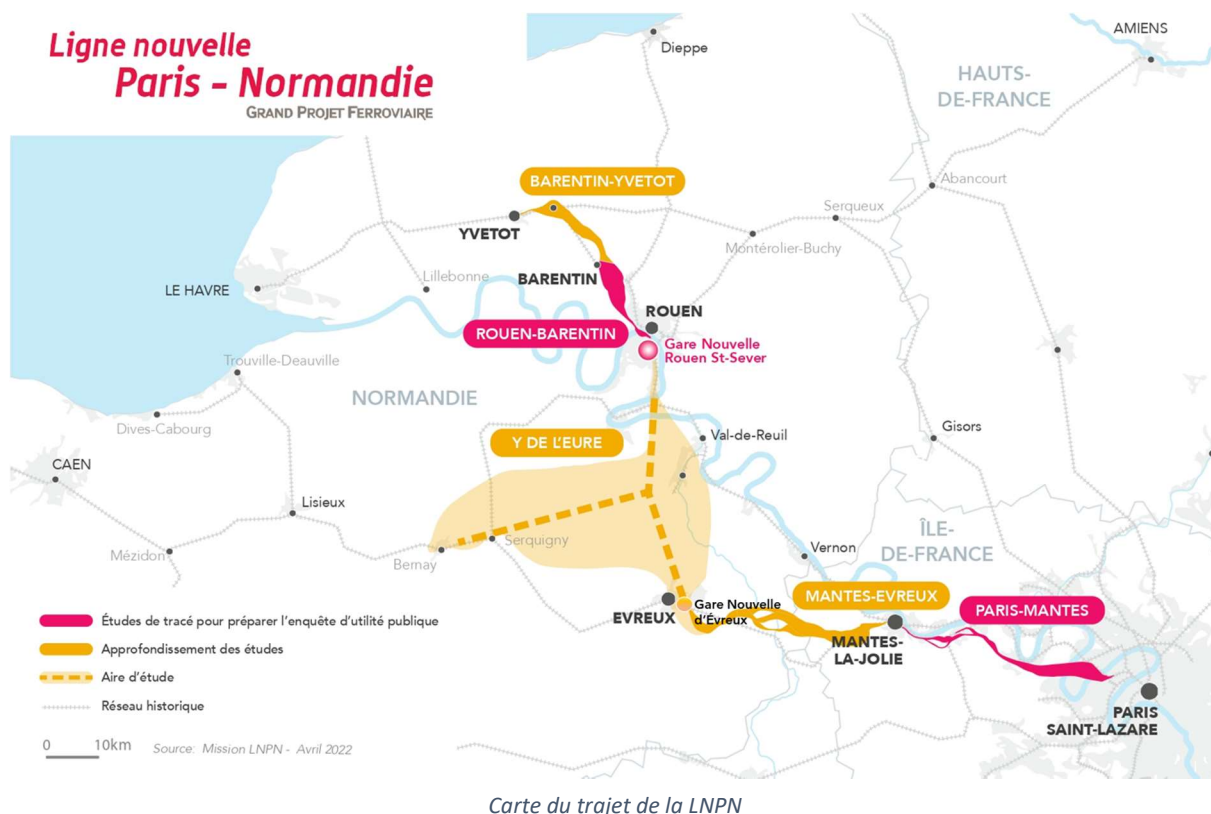 Ligne nouvelle
Paris - Normandie
GRAND PROJET FERROVIAIRE
Dieppe
AMIENS
HAUTS-
DE-FRANCE
Abancourt
BARENTIN-YVETOT
Serqueux
YVETOT
Montérolier-Buchy
BARENTIN
Lillebonne
LE HAVRE
ROUEN
ROUEN-BARENTIN
Gare Nouvelle
Rouen St-Sever
Trouville-Deauville
NORMANDIE
Dives-Cabourg
Y DE L'EURE
Val-de-Reuil
Gisors
CAEN
Lisieux
ÎLE-
DE-FRANCE
Mézidon
Serquigny
Vernon
Bernay
MANTES-EVREUX
PARIS-MANTES
EVREUX
Gare Nouvelle
d'Évreux
MANTES-
LA-JOLIE
PARIS
SAINT-LAZARE
Études de tracé pour préparer l'enquête d'utilité publique
Approfondissement des études
Aire d'étude
Réseau historique
0 10km
Source: Mission LNPN - Avril 2022
Carte du trajet de la LNPN